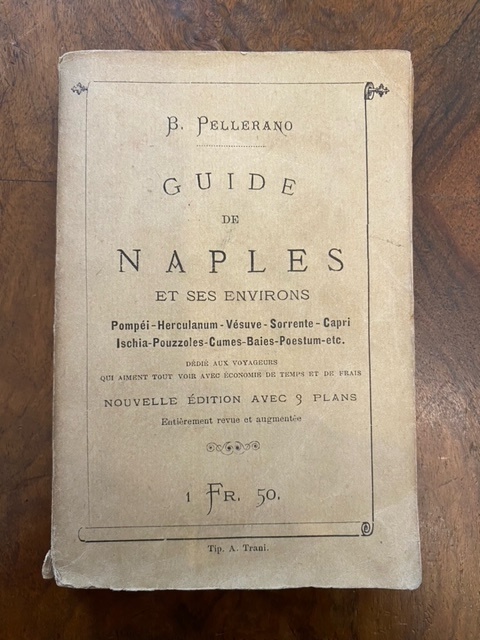 B. PELLERANO
GUIDE
DE
NAPLES
ET SES ENVIRONS
Pompéi-Herculanum-Vésuve-Sorrente-Capri
Ischia-Pouzzoles-Cumes-Baies-Poestum-etc.
DÉDIÉ AUX VOYAGEURS
QUI AIMENT TOUT VOIR AVEC ÉCONOMIE DE TEMPS ET DE FRAIS
NOUVELLE ÉDITION AVEC 3 PLANS
Entièrement revue et augmentée
1 FR. 50.
Tip. A. Trani.